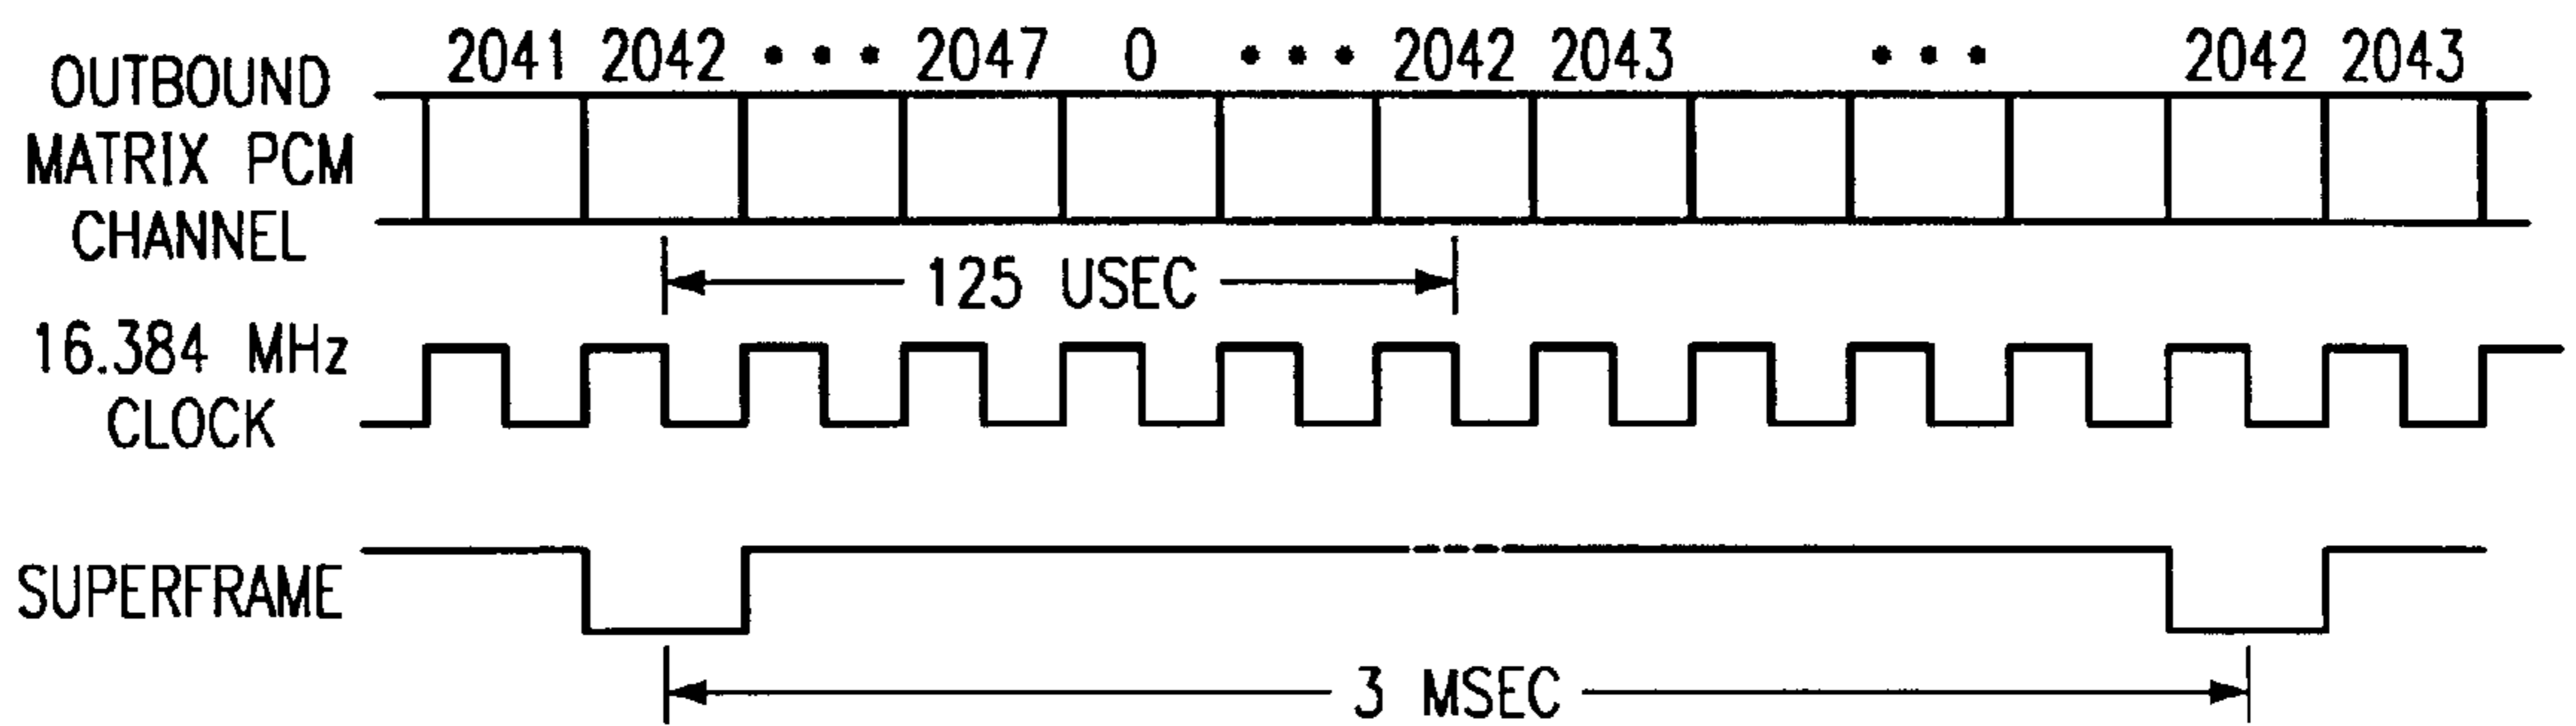 2041 2042 • • • 2047 0 • • • 2042 2043 • • • 2042 2043
OUTBOUND
MATRIX PCM
CHANNEL
125 USEC
16.384 MHz
CLOCK
SUPERFRAME
3 MSEC